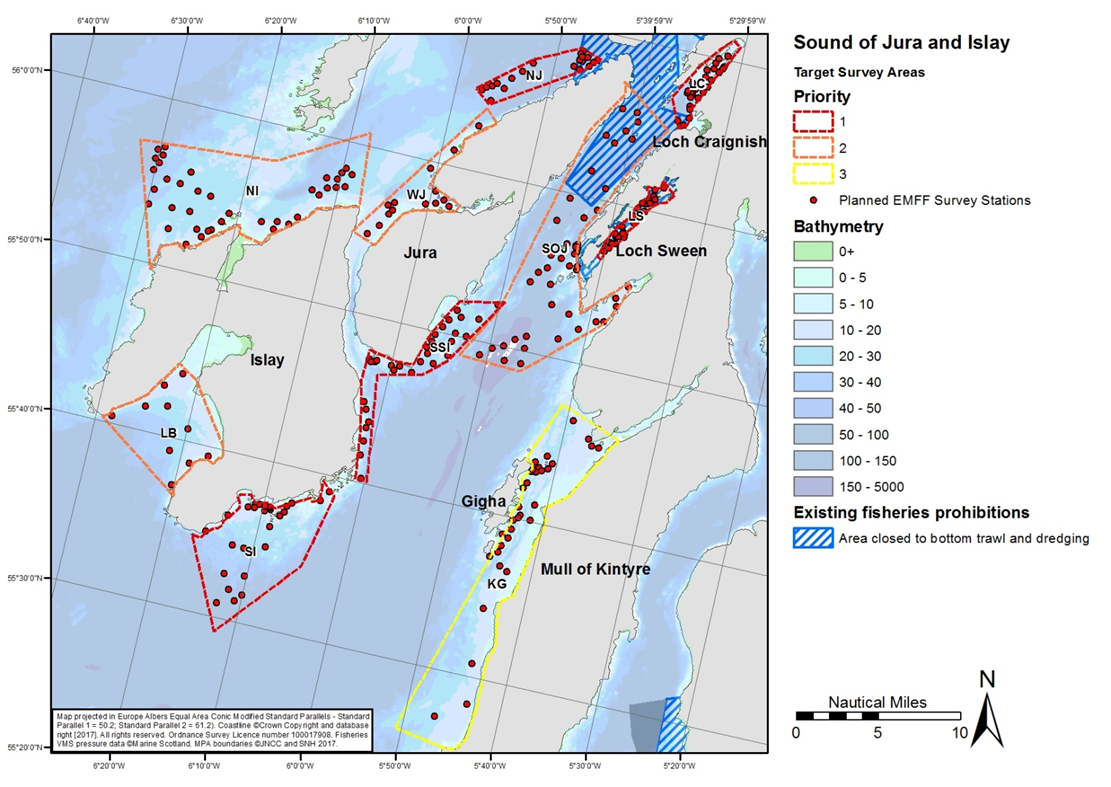 6°40'0"W 6°30'0"W 6°20'0"W 6°10'0"W 6°0'0"W 5°50'0"W 5°39'59"W 5°29'59"W
56°0'0"N
55°50'0"N
55°40'0"N
55°30'0"N
55°20'0"N
NJ
LC
Loch Craignish
NI
WJ
LS
Jura
SOJ
Loch Sween
SSI
Islay
LB
Gigha
SI
Mull of Kintyre
KG
Map projected in Europe Albers Equal Area Conic Modified Standard Parallels - Standard
Parallel 1 = 50.2; Standard Parallel 2 = 61.2). Coastline ©Crown Copyright and database
right [2017]. All rights reserved. Ordnance Survey Licence number 100017908. Fisheries
VMS pressure data ©Marine Scotland. MPA boundaries ©JNCC and SNH 2017.
6°20'0"W 6°10'0"W 6°0'0"W 5°50'0"W 5°40'0"W 5°30'0"W 5°20'0"W
Sound of Jura and Islay
Target Survey Areas
Priority
1
2
3
Planned EMFF Survey Stations
Bathymetry
0+
0 - 5
5 - 10
10 - 20
20 - 30
30 - 40
40 - 50
50 - 100
100 - 150
150 - 5000
Existing fisheries prohibitions
Area closed to bottom trawl and dredging
N
Nautical Miles
0 5 10